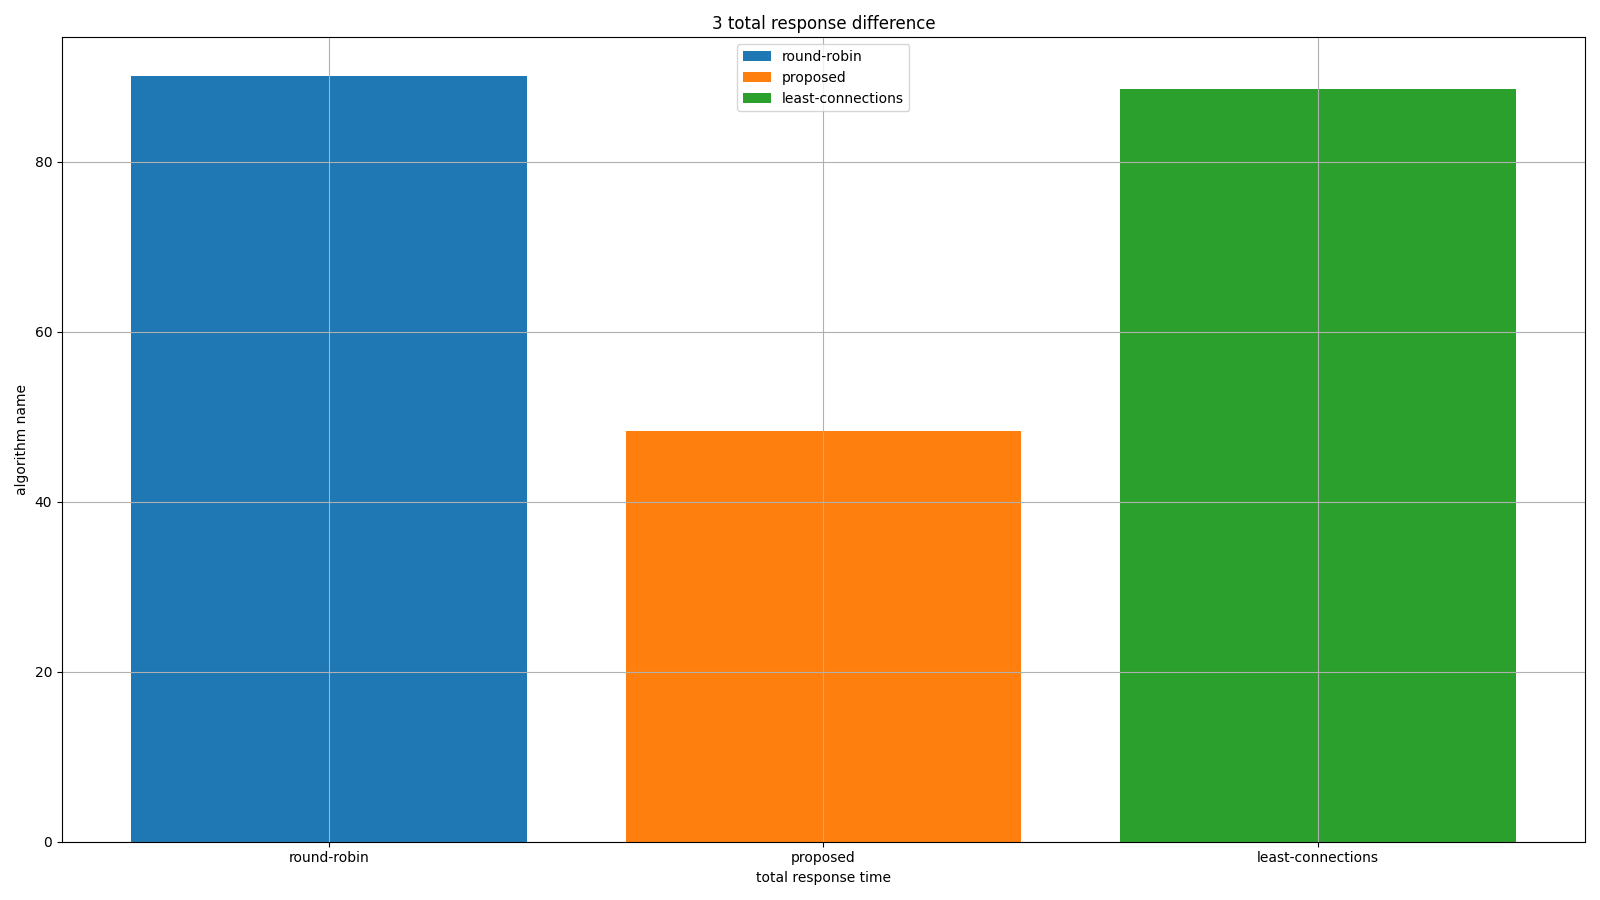 3 total response difference
round-robin
proposed
least-connections
algorithm name
80
60
40
20
0
round-robin proposed least-connections
total response time